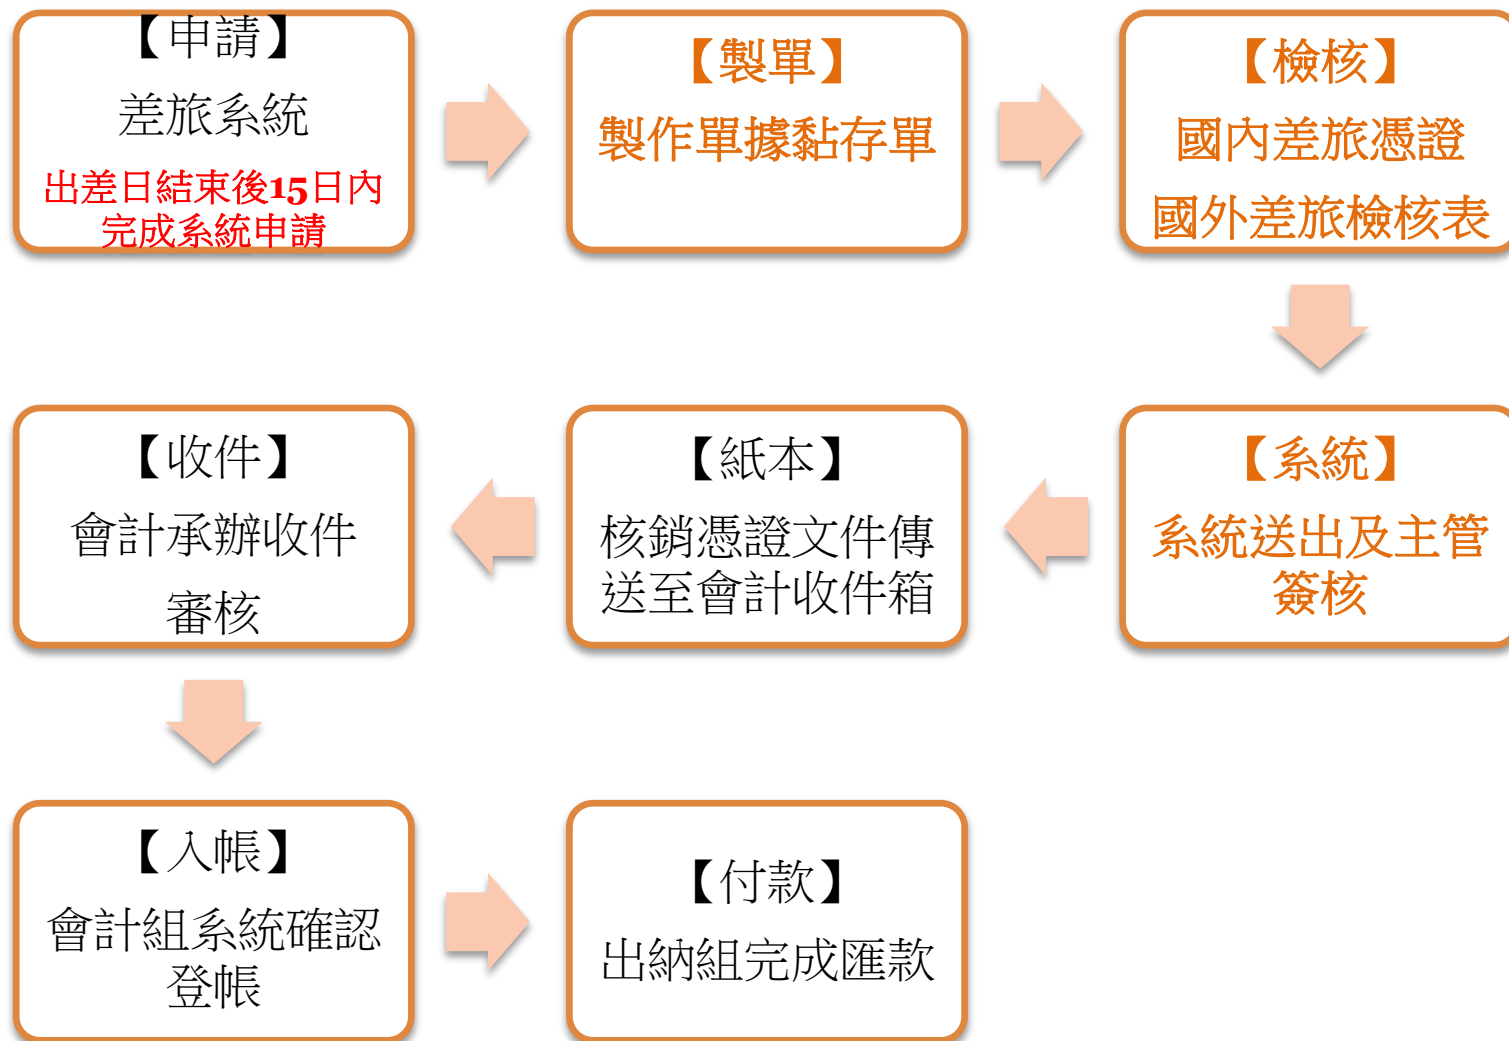 【申請】
差旅系統
出差日結束後15日內
完成系統申請
【製單】
製作單據黏存單
【檢核】
國內差旅憑證
國外差旅檢核表
【系統】
系統送出及主管
簽核
【紙本】
核銷憑證文件傳
送至會計收件箱
【收件】
會計承辦收件
審核
【入帳】
會計組系統確認
登帳
【付款】
出納組完成匯款